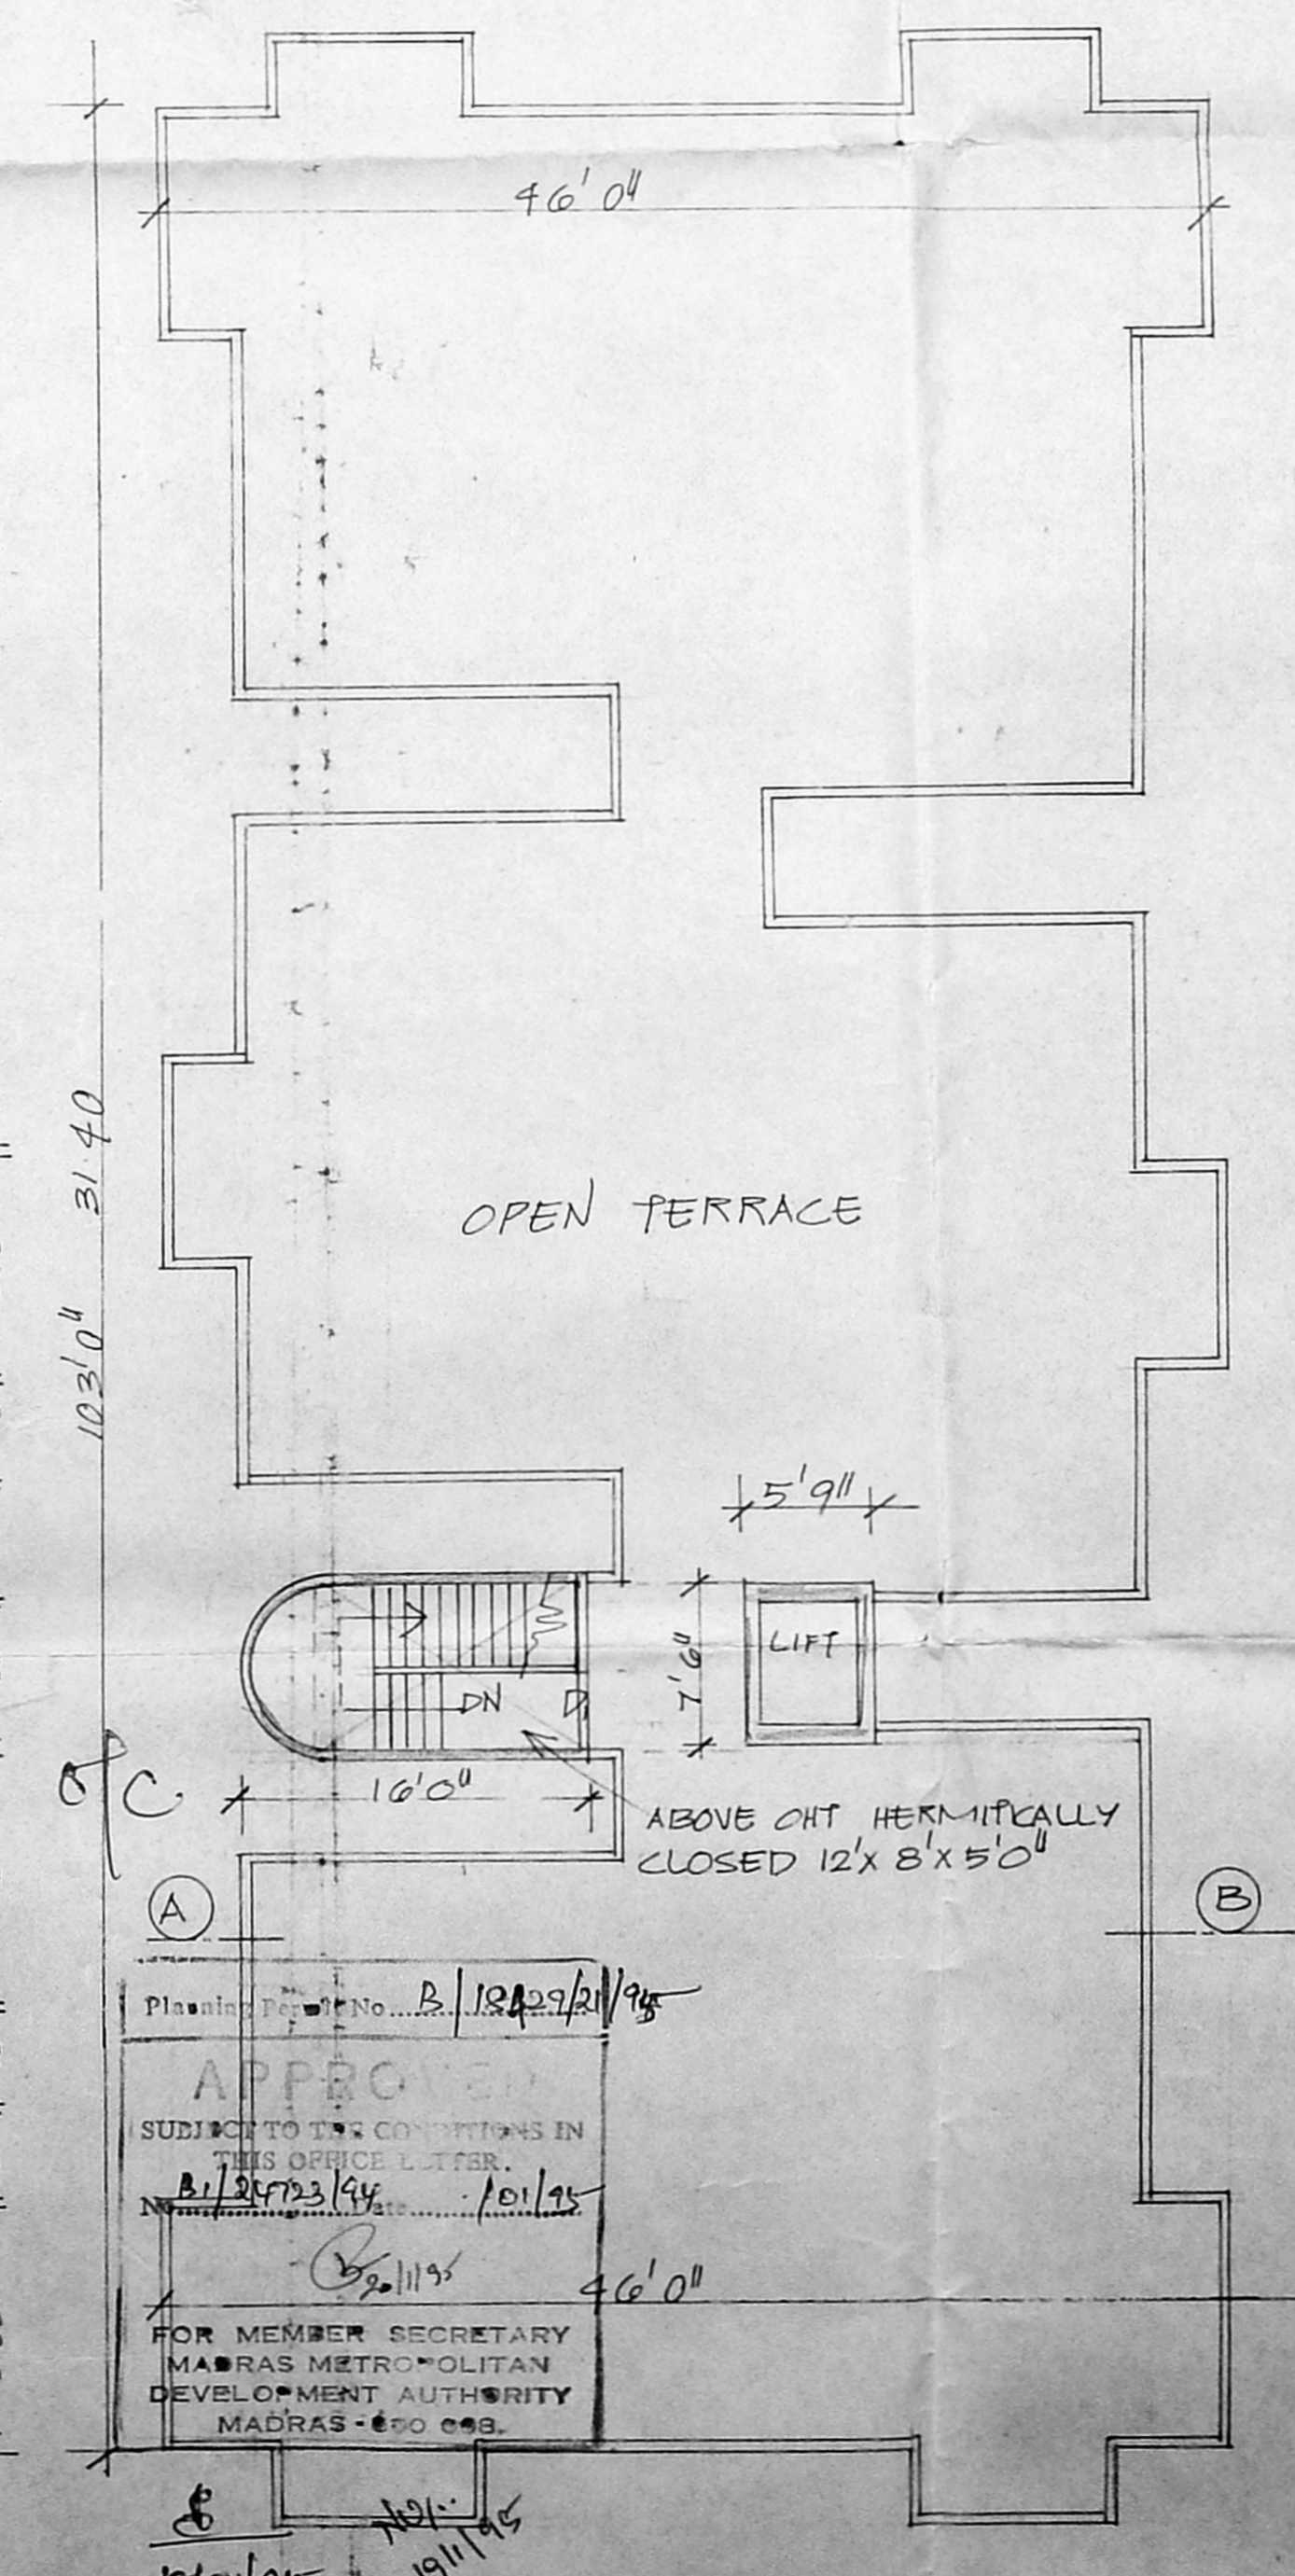 46'0"
31.40
103'0"
OPEN TERRACE
5'9"
LIFT
7'6"
DN
D
16'0"
O/C
ABOVE OHT HERMITICALLY
CLOSED 12'X 8'X 5'0"
A
B
Planning Permit No.
APPROVED
SUBJECT TO THE CONDITIONS IN
THIS OFFICE LETTER.
No B1/24723/94 Date /01/95
20/1/95
46'0"
FOR MEMBER SECRETARY
MADRAS METROPOLITAN
DEVELOPMENT AUTHORITY
MADRAS -
19/1/95